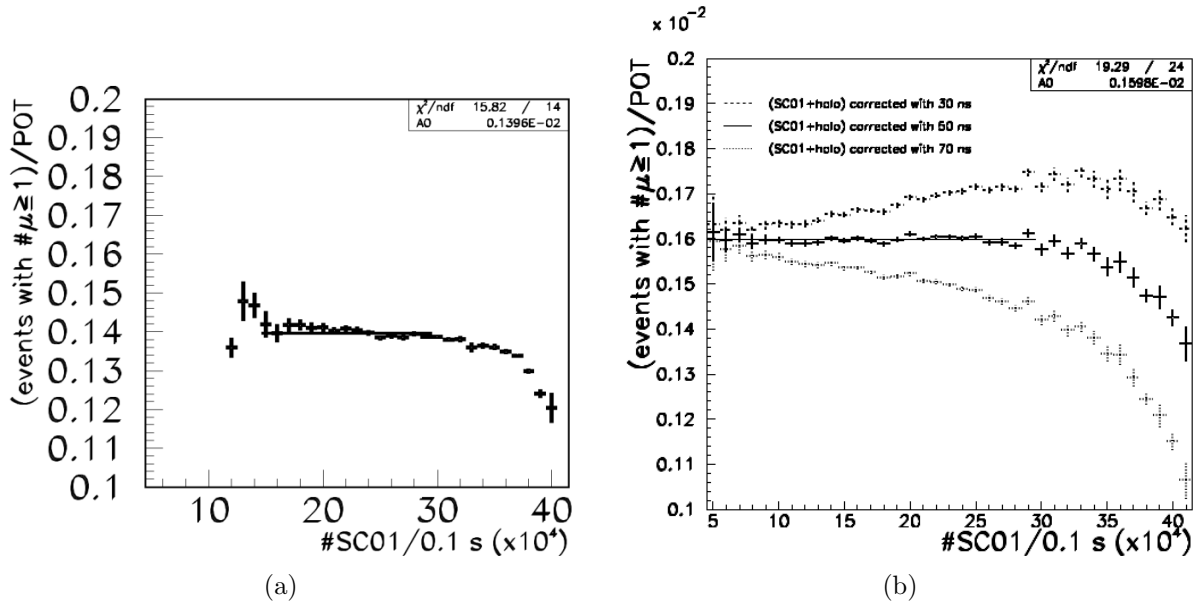 (events with #μ≥1)/POT
0.2
0.19
0.18
0.17
0.16
0.15
0.14
0.13
0.12
0.11
0.1
χ²/ndf 15.82 / 14
A0 0.1396E-02
10 20 30 40
#SC01/0.1 s (x10⁴)
(a)
x 10⁻²
(events with #μ≥1)/POT
0.2
0.19
0.18
0.17
0.16
0.15
0.14
0.13
0.12
0.11
0.1
χ²/ndf 19.29 / 24
A0 0.1598E-02
(SC01+halo) corrected with 30 ns
(SC01+halo) corrected with 50 ns
(SC01+halo) corrected with 70 ns
5 10 15 20 25 30 35 40
#SC01/0.1 s (x10⁴)
(b)